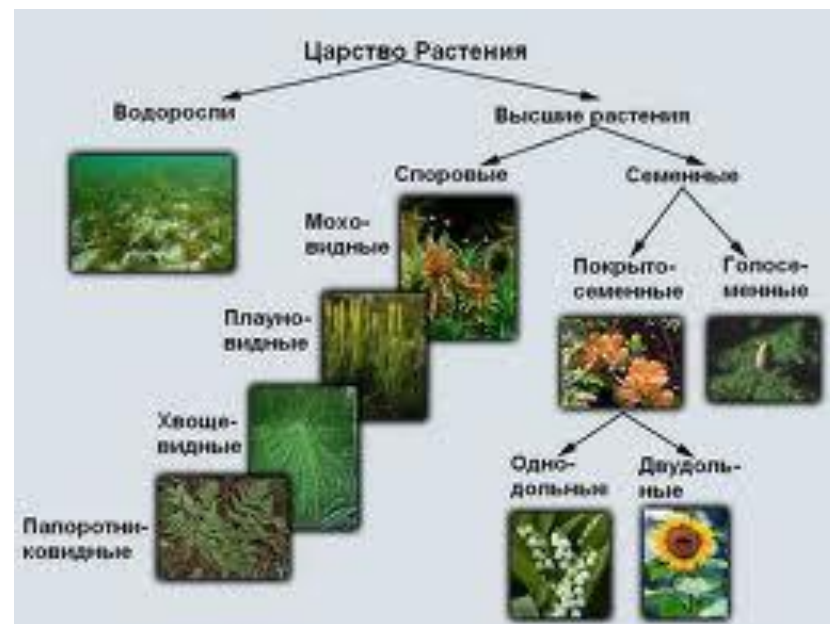 Царство Растения
Водоросли
Высшие растения
Споровые
Семенные
Мохо-
видные
Покрыто-
семенные
Голосе-
менные
Плауно-
видные
Хвоще-
видные
Одно-
дольные
Двудоль-
ные
Папоротни-
ковидные